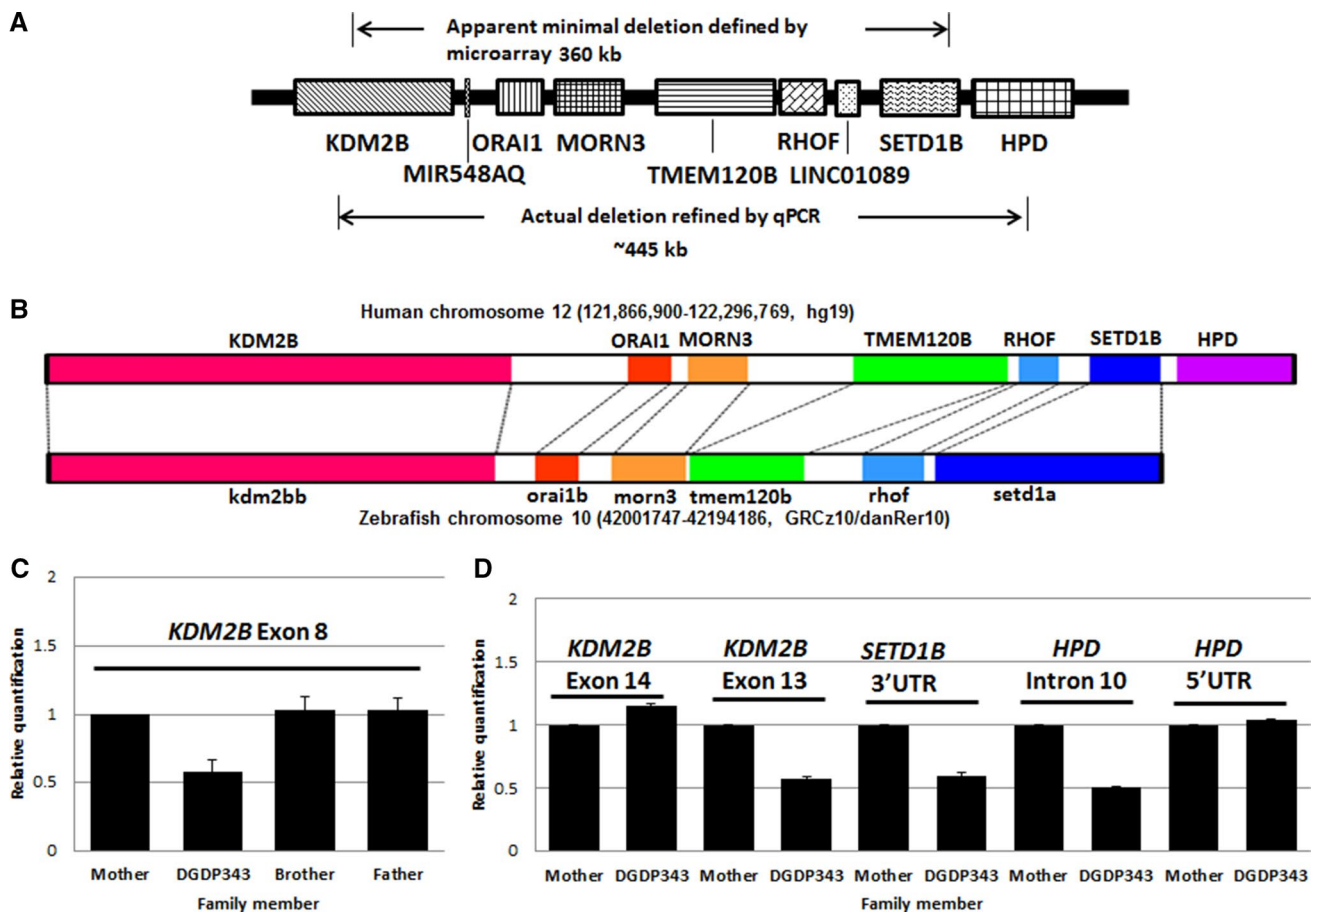 A
Apparent minimal deletion defined by
microarray 360 kb
KDM2B
ORAI1
MORN3
RHOF
SETD1B
HPD
MIR548AQ
TMEM120B
LINC01089
Actual deletion refined by qPCR
~445 kb
B
Human chromosome 12 (121,866,900-122,296,769, hg19)
KDM2B
ORAI1
MORN3
TMEM120B
RHOF
SETD1B
HPD
kdm2bb
orai1b
morn3
tmem120b
rhof
setd1a
Zebrafish chromosome 10 (42001747-42194186, GRCz10/danRer10)
C
Relative quantification
2
1.5
1
0.5
0
KDM2B Exon 8
Mother
DGDP343
Brother
Father
Family member
D
Relative quantification
2
1.5
1
0.5
0
KDM2B
Exon 14
KDM2B
Exon 13
SETD1B
3'UTR
HPD
Intron 10
HPD
5'UTR
Mother
DGDP343
Mother
DGDP343
Mother
DGDP343
Mother
DGDP343
Mother
DGDP343
Family member